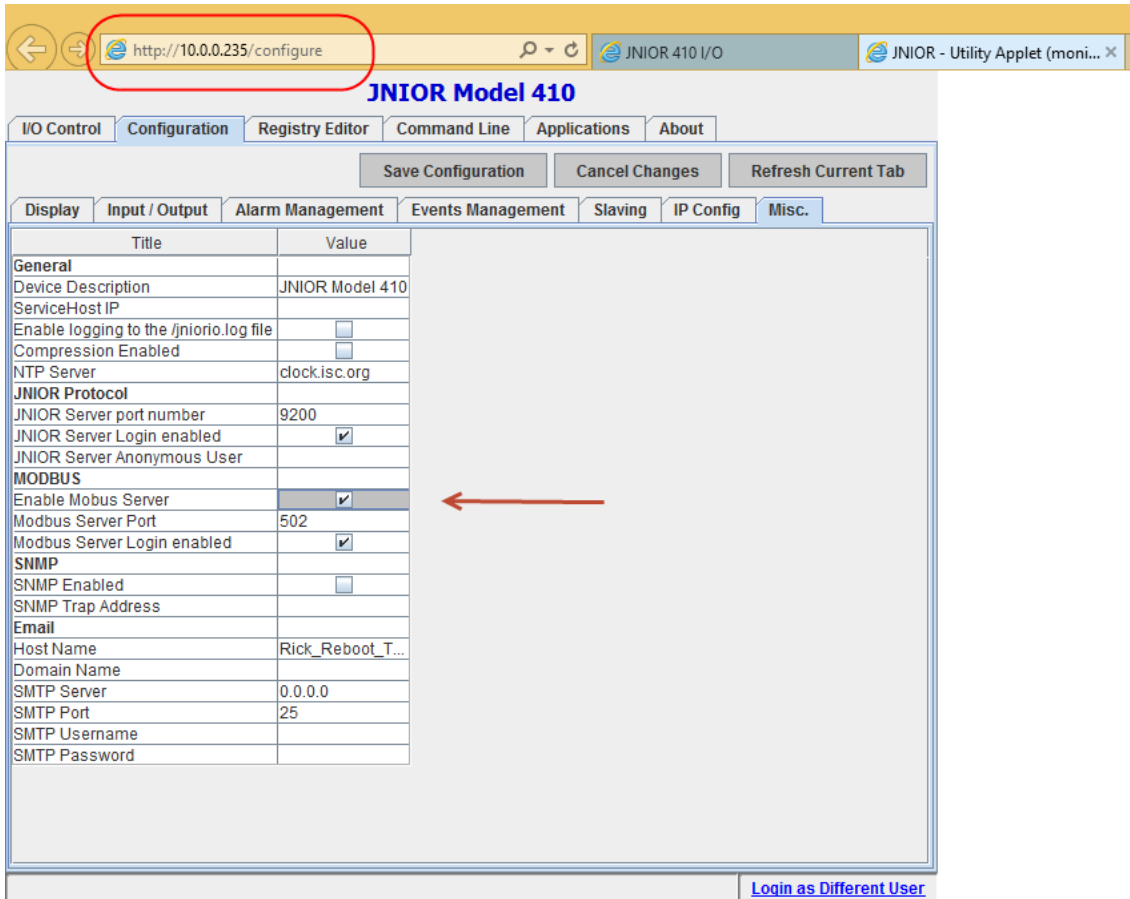 http://10.0.0.235/configure
JNIOR 410 I/O
JNIOR - Utility Applet (moni...
JNIOR Model 410
I/O Control Configuration Registry Editor Command Line Applications About
Save Configuration Cancel Changes Refresh Current Tab
Display Input / Output Alarm Management Events Management Slaving IP Config Misc.
Title Value
General
Device Description JNIOR Model 410
ServiceHost IP
Enable logging to the /jniorio.log file
Compression Enabled
NTP Server clock.isc.org
JNIOR Protocol
JNIOR Server port number 9200
JNIOR Server Login enabled
JNIOR Server Anonymous User
MODBUS
Enable Mobus Server
Modbus Server Port 502
Modbus Server Login enabled
SNMP
SNMP Enabled
SNMP Trap Address
Email
Host Name Rick_Reboot_T...
Domain Name
SMTP Server 0.0.0.0
SMTP Port 25
SMTP Username
SMTP Password
Login as Different User